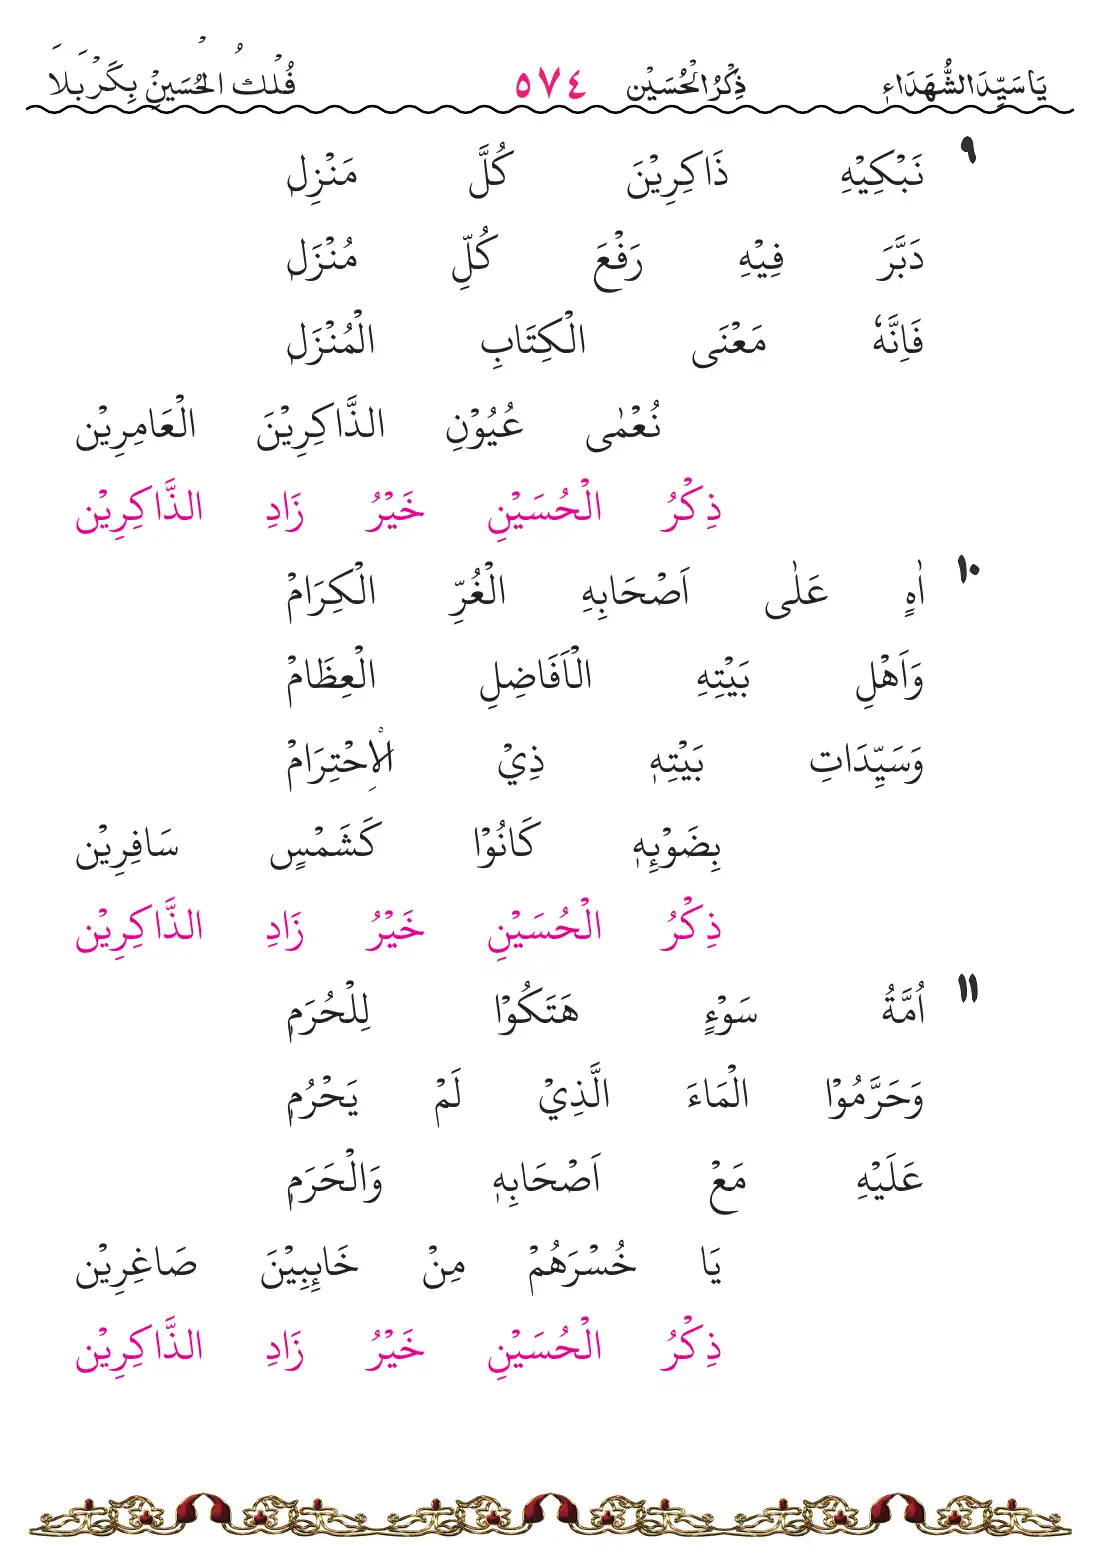 يَا سَيِّدَ الشُّهَدَاءِ ذِكْرُ الْحُسَيْن ٥٧٤ فُلْكُ الْحُسَيْنِ بِكَرْبَلَا
٩ نَبْكِيْهِ ذَاكِرِيْنَ كُلَّ مَنْزِلِ
دَبَّرَ فِيْهِ رَفْعَ كُلِّ مُنْزَلِ
فَاِنَّهٗ مَعْنَى الْكِتَابِ الْمُنْزَلِ
نُعْمٰى عُيُوْنِ الذَّاكِرِيْنَ الْعَامِرِيْن
ذِكْرُ الْحُسَيْنِ خَيْرُ زَادِ الذَّاكِرِيْن
١٠ اٰهٍ عَلٰى اَصْحَابِهِ الْغُرِّ الْكِرَامْ
وَاَهْلِ بَيْتِهِ الْاَفَاضِلِ الْعِظَامْ
وَسَيِّدَاتِ بَيْتِهٖ ذِيْ الْاِحْتِرَامْ
بِضَوْئِهٖ كَانُوْا كَشَمْسٍ سَافِرِيْن
ذِكْرُ الْحُسَيْنِ خَيْرُ زَادِ الذَّاكِرِيْن
١١ اُمَّةُ سَوْءٍ هَتَكُوْا لِلْحُرَمِ
وَحَرَّمُوْا الْمَاءَ الَّذِيْ لَمْ يَحْرُمِ
عَلَيْهِ مَعْ اَصْحَابِهٖ وَالْحَرَمِ
يَا خُسْرَهُمْ مِنْ خَائِبِيْنَ صَاغِرِيْن
ذِكْرُ الْحُسَيْنِ خَيْرُ زَادِ الذَّاكِرِيْن